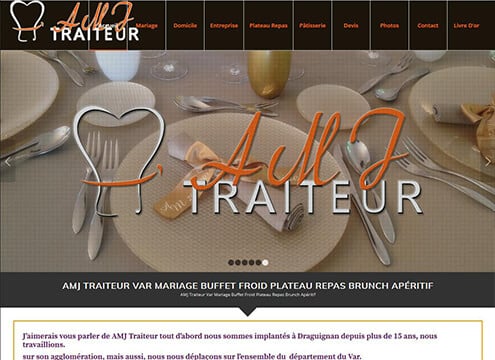 AMJ
TRAITEUR
Mariage
Domicile
Entreprise
Plateau Repas
Pâtisserie
Devis
Photos
Contact
Livre D'or
AMJ
TRAITEUR
AMJ TRAITEUR VAR MARIAGE BUFFET FROID PLATEAU REPAS BRUNCH APÉRITIF
AMJ Traiteur Var Mariage Buffet Froid Plateau Repas Brunch Apéritif
J'aimerais vous parler de AMJ Traiteur tout d'abord nous sommes implantés à Draguignan depuis plus de 15 ans, nous
travaillions.
sur son agglomération, mais aussi, nous nous déplaçons sur l'ensemble du département du Var.